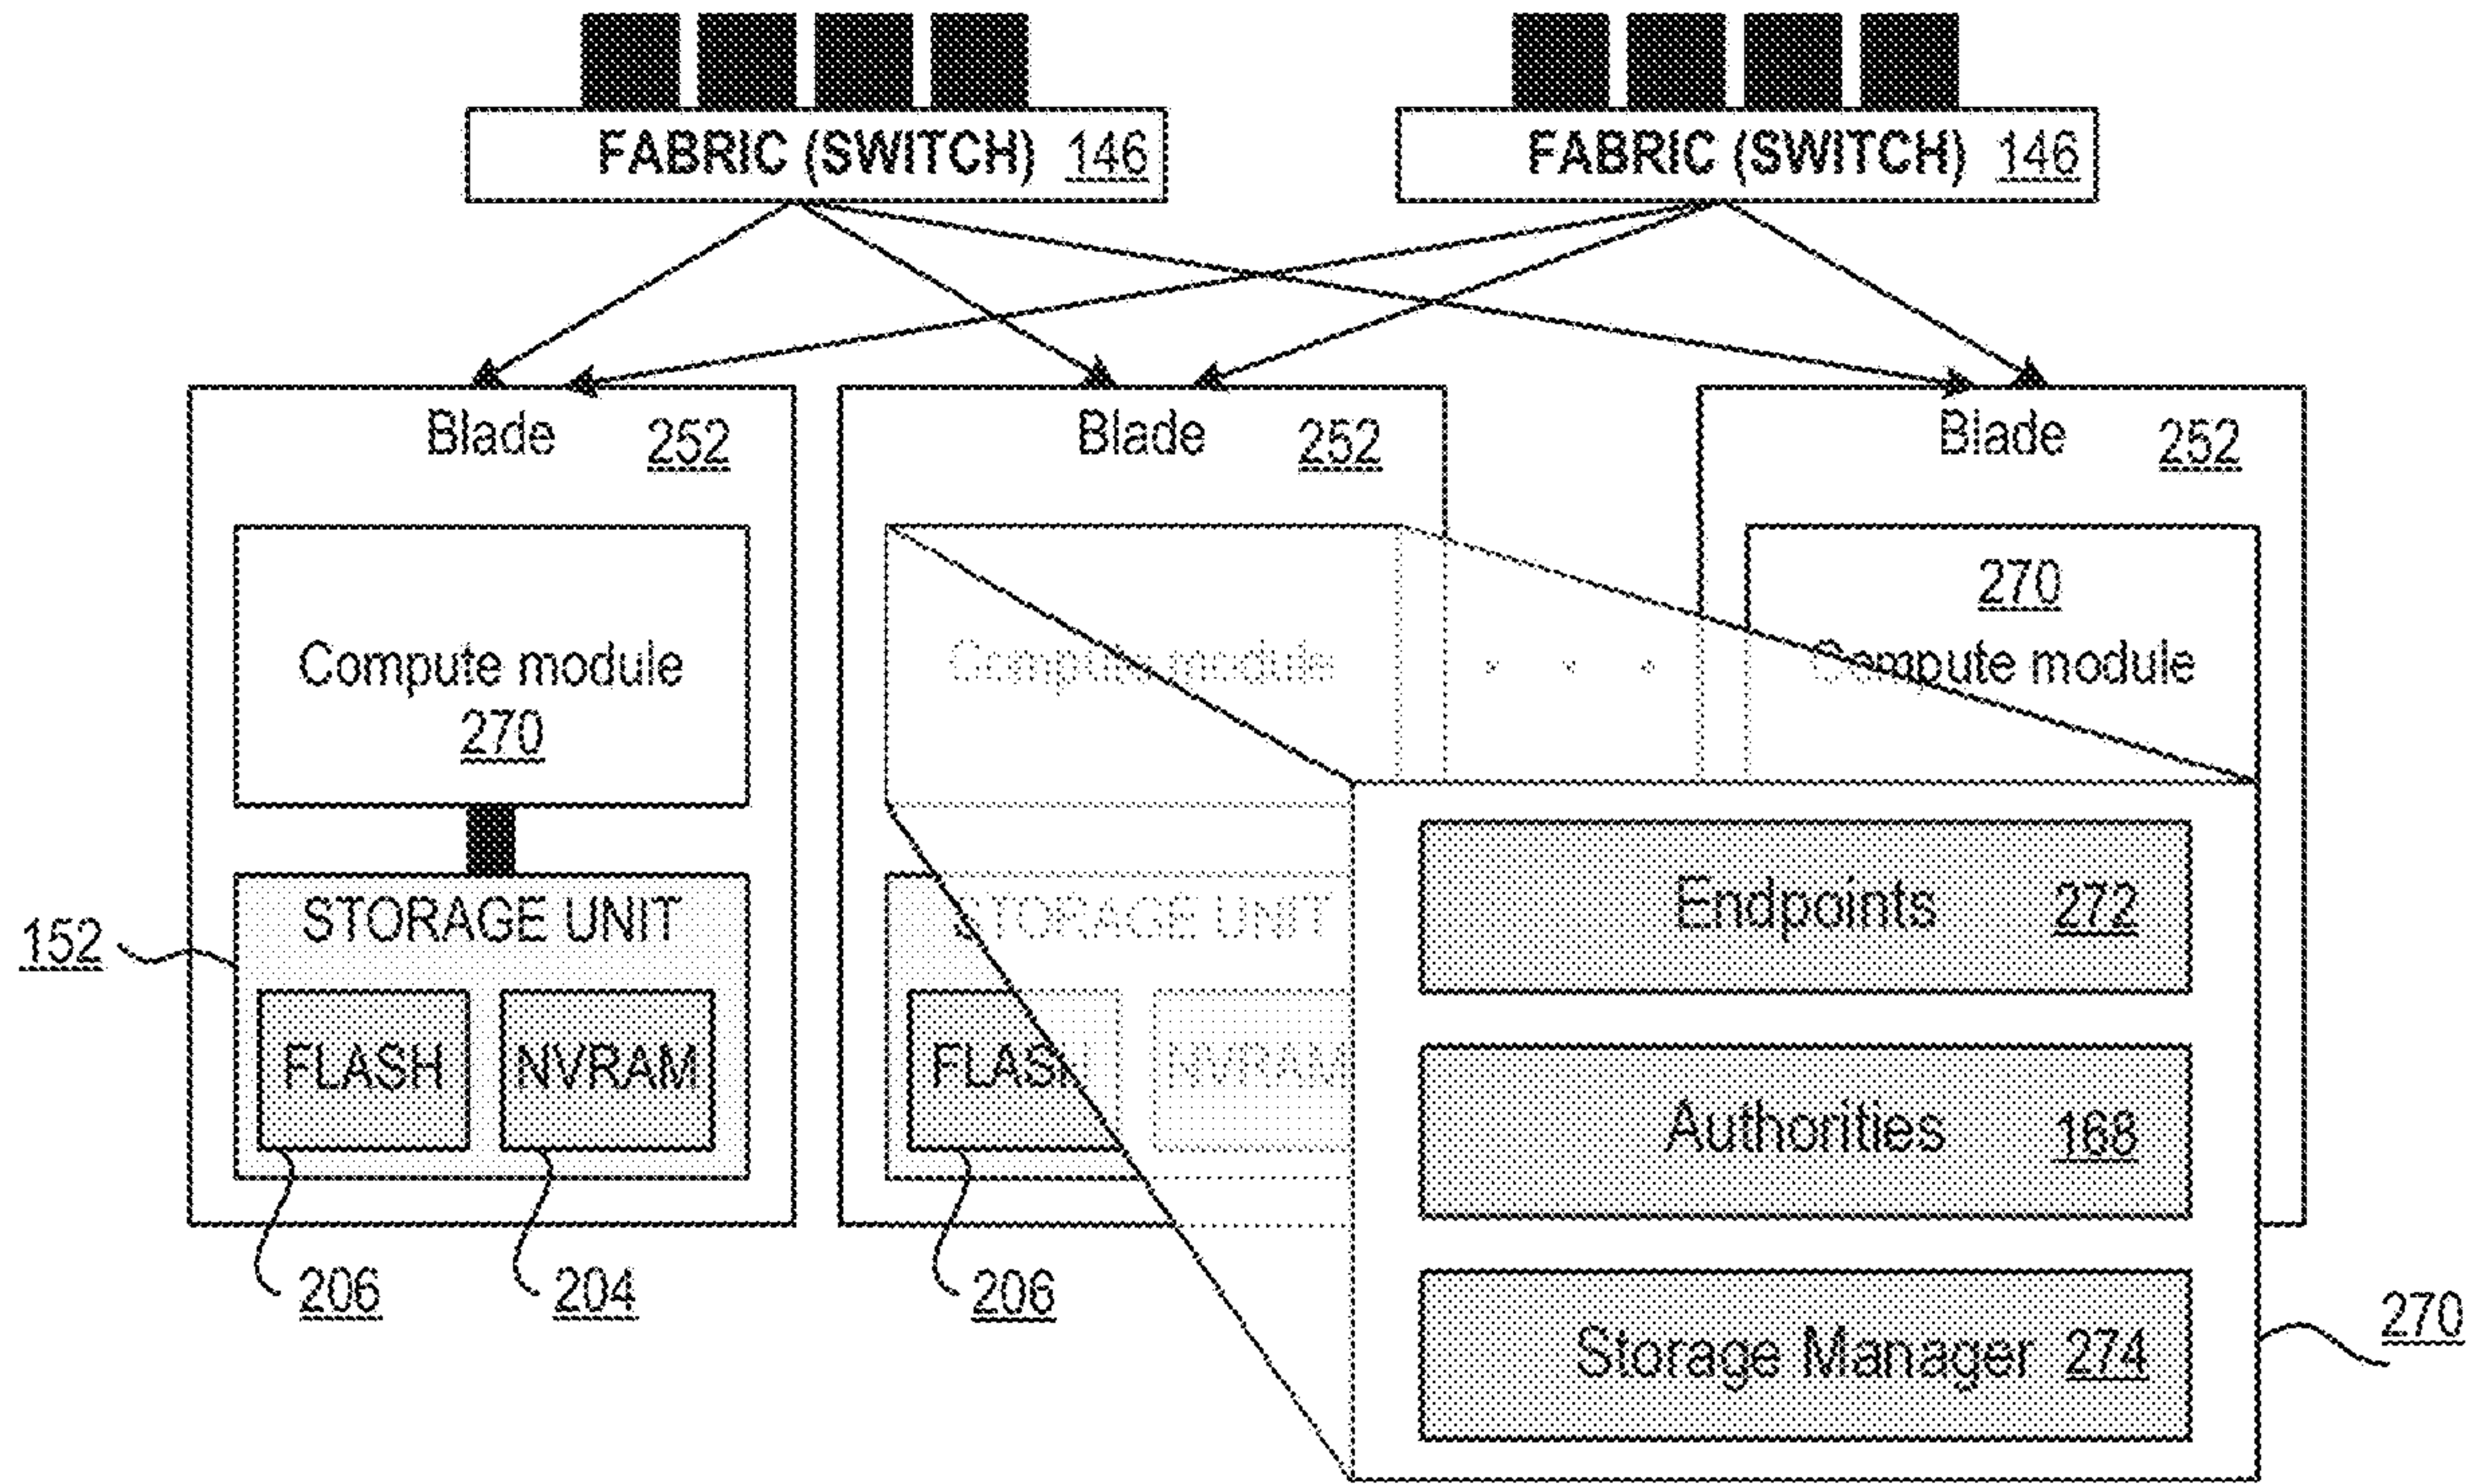 FABRIC (SWITCH) 146
FABRIC (SWITCH) 146
Blade 252
Blade 252
Blade 252
Compute module
270
Compute module
. . .
270
Compute module
152
STORAGE UNIT
FLASH
NVRAM
206
204
STORAGE UNIT
FLASH
NVRAM
206
Endpoints 272
Authorities 168
Storage Manager 274
270